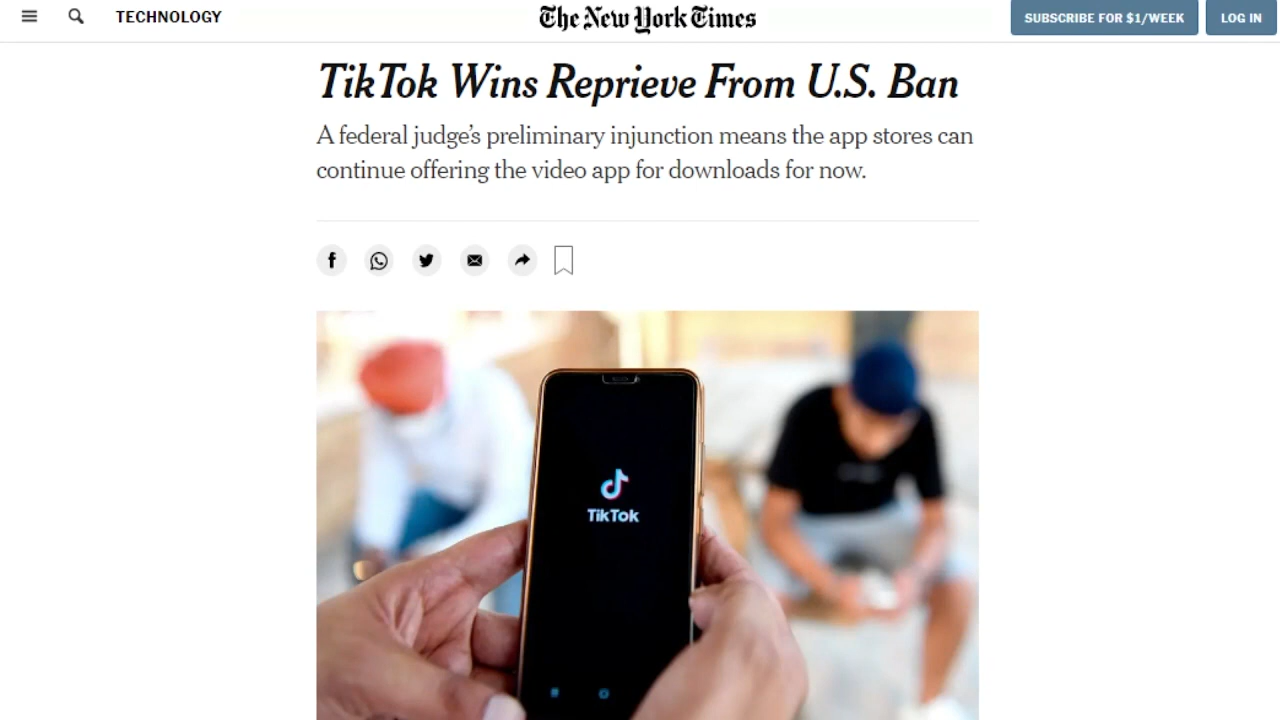 TECHNOLOGY
The New York Times
SUBSCRIBE FOR $1/WEEK
LOG IN
TikTok Wins Reprieve From U.S. Ban
A federal judge's preliminary injunction means the app stores can
continue offering the video app for downloads for now.
TikTok